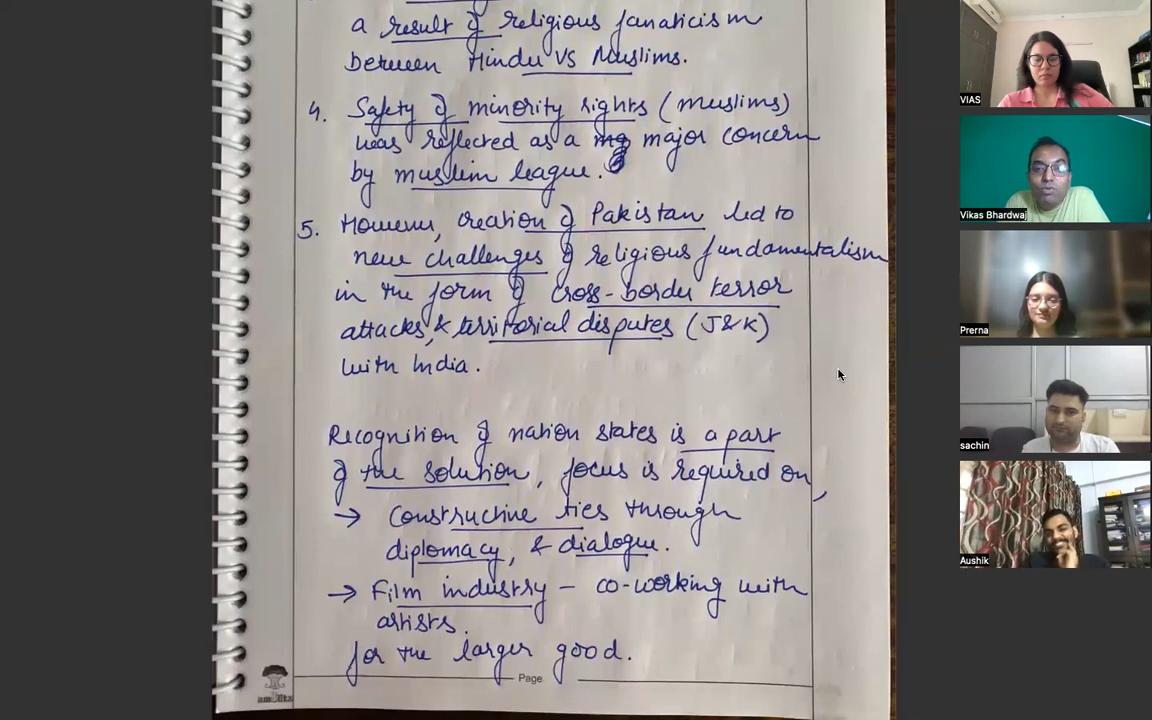 a result of religious fanaticism
between Hindu VS Muslims.
4. Safety of minority rights (muslims)
was reflected as a major concern
by muslim league.
5. However, creation of Pakistan led to
new challenges of religious fundamentalism
in the form of cross-border terror
attacks, & territorial disputes (J&K)
with India.
Recognition of nation states is a part
of the solution, focus is required on,
→ Constructive ties through
diplomacy, & dialogue.
→ Film industry - co-working with
artists.
for the larger good.
Page
VIAS
Vikas Bhardwaj
Prerna
sachin
Aushik